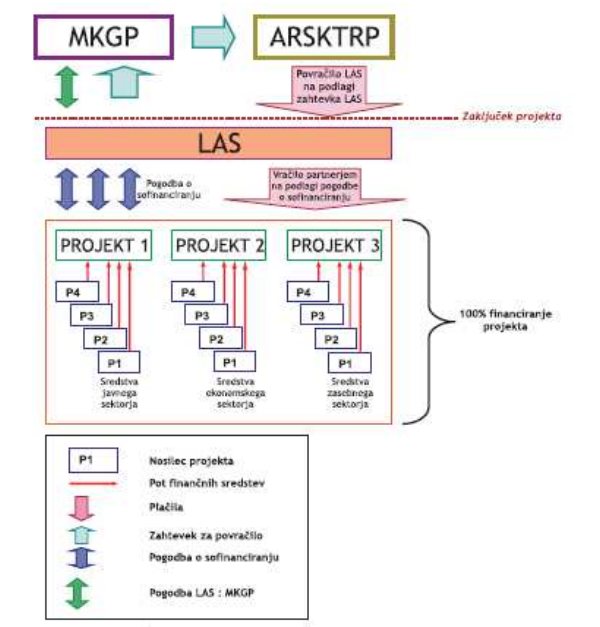 MKGP
ARSKTRP
Povračilo LAS
na podlagi
zahtevka LAS
Zaključek projekta
LAS
Pogodba o
sofinanciranju
Vračilo partnerjem
na podlagi pogodbe
o sofinanciranju
PROJEKT 1
PROJEKT 2
PROJEKT 3
P4
P3
P2
P1
Sredstva
javnega
sektorja
P4
P3
P2
P1
Sredstva
ekonomskega
sektorja
P4
P3
P2
P1
Sredstva
zasebnega
sektorja
100% financiranje
projekta
P1
Nosilec projekta
Pot finančnih sredstev
Plačila
Zahtevek za povračilo
Pogodba o sofinanciranju
Pogodba LAS : MKGP